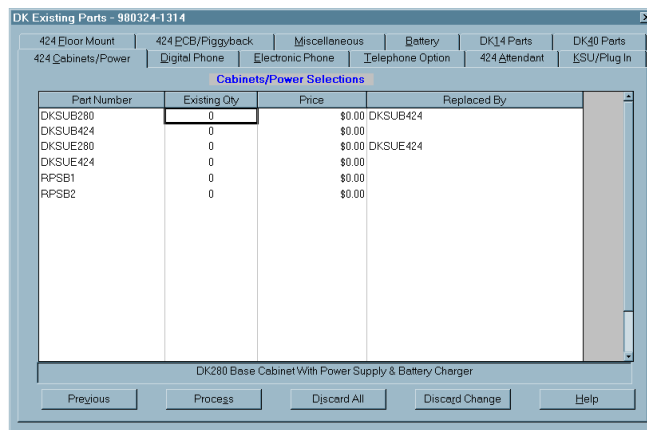 DK Existing Parts - 980324-1314
424 Floor Mount 424 PCB/Piggyback Miscellaneous Battery DK14 Parts DK40 Parts
424 Cabinets/Power Digital Phone Electronic Phone Telephone Option 424 Attendant KSU/Plug In
Cabinets/Power Selections
Part Number Existing Qty Price Replaced By
DKSUB280 0 $0.00 DKSUB424
DKSUB424 0 $0.00
DKSUE280 0 $0.00 DKSUE424
DKSUE424 0 $0.00
RPSB1 0 $0.00
RPSB2 0 $0.00
DK280 Base Cabinet With Power Supply & Battery Charger
Previous Process Discard All Discard Change Help